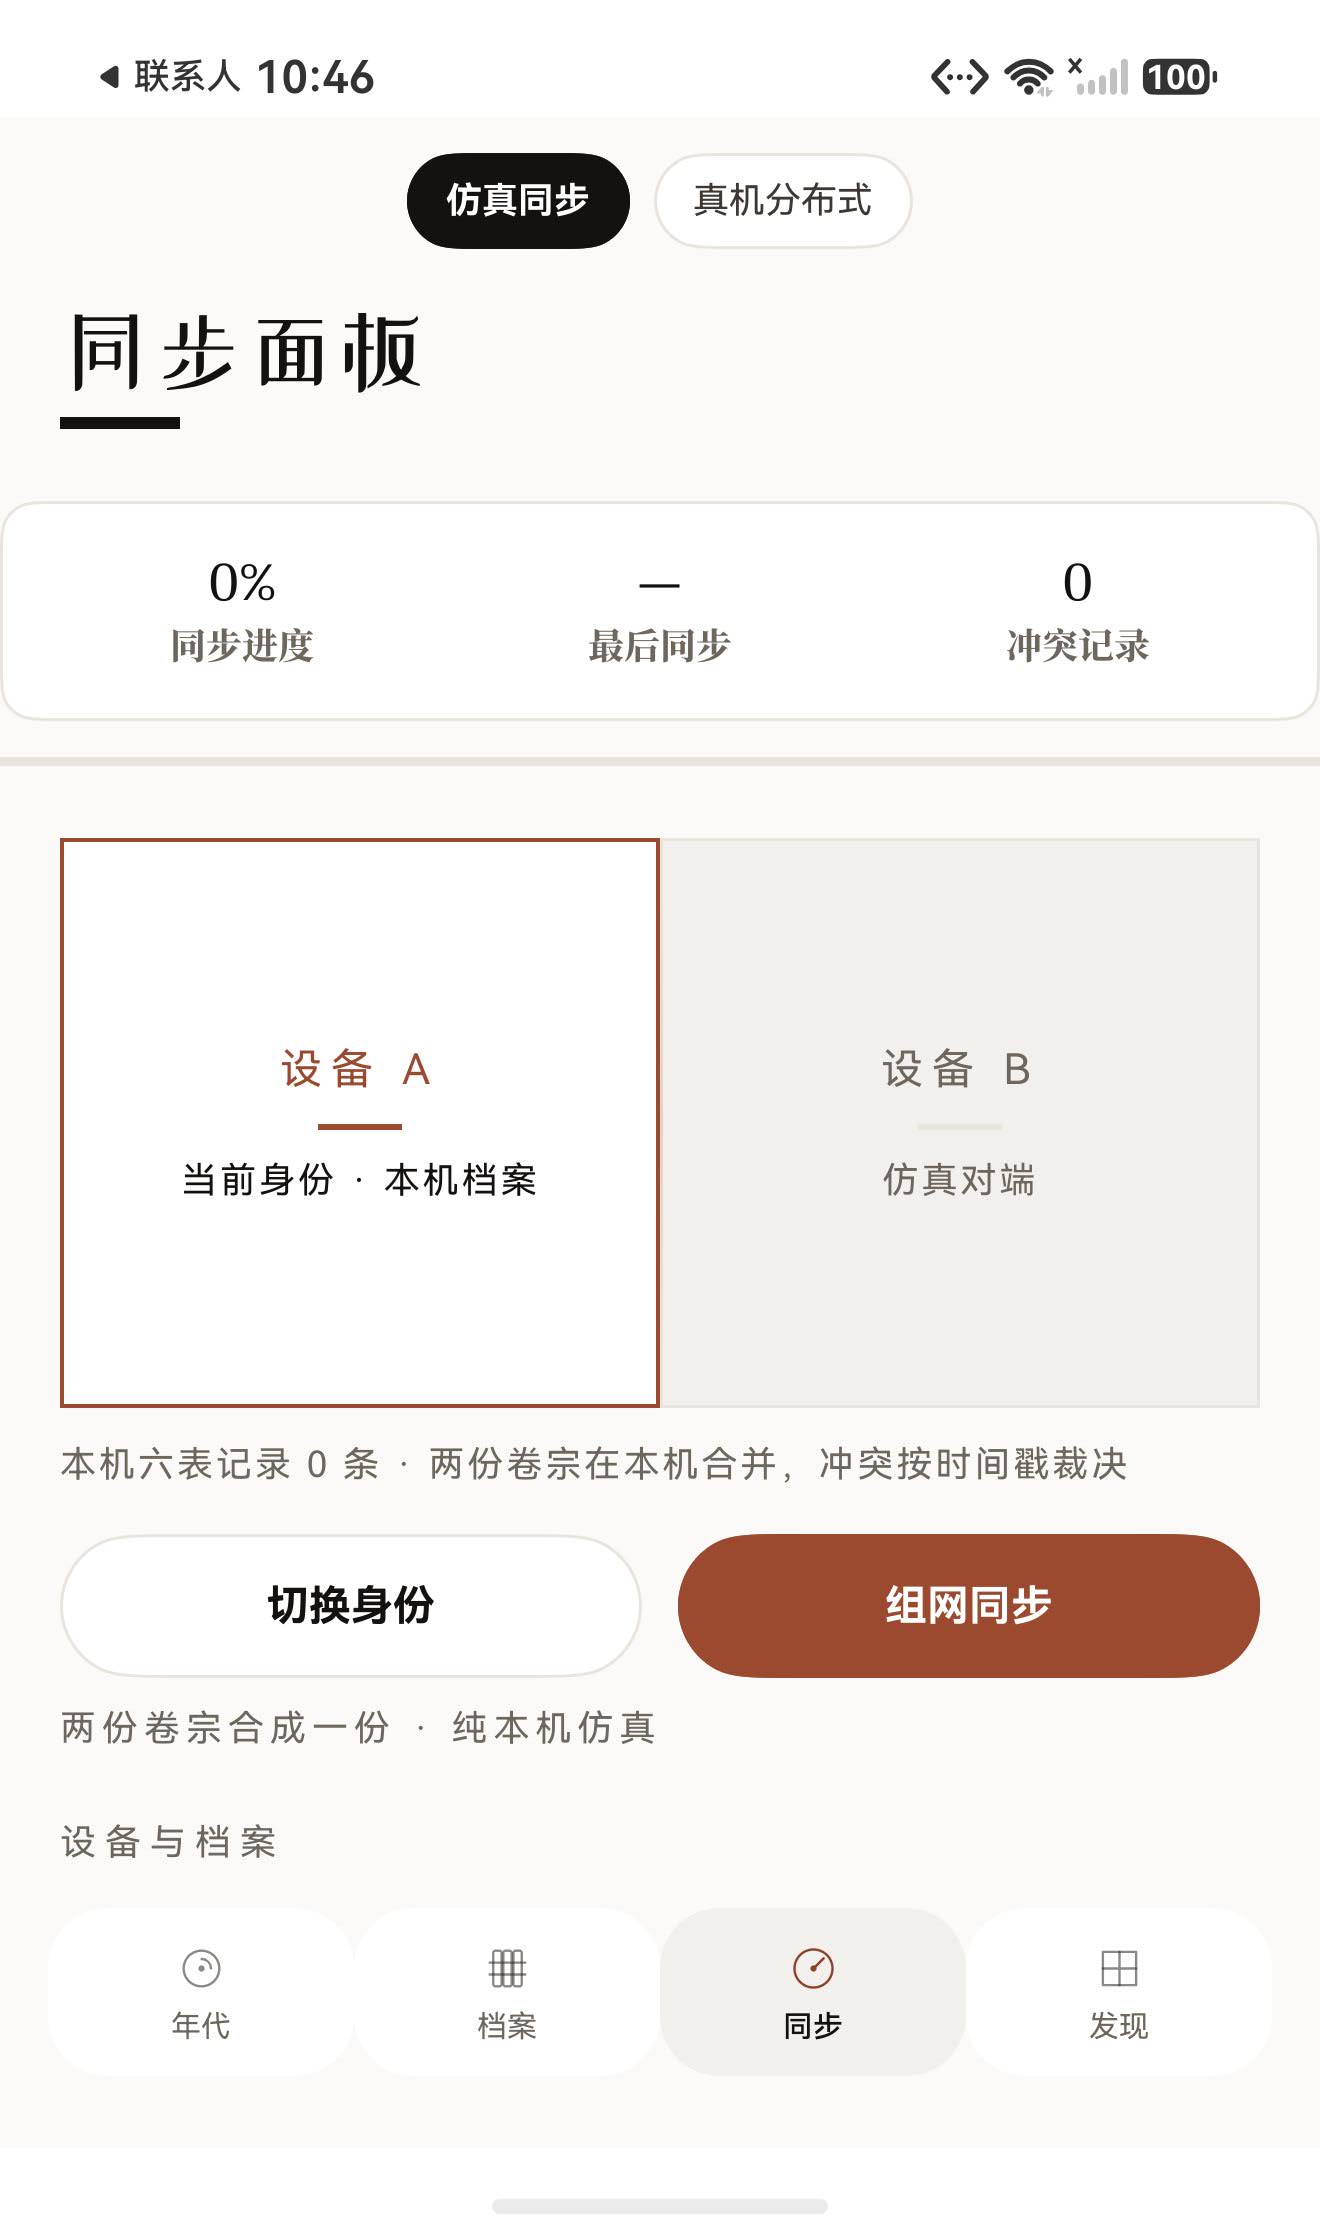 联系人 10:46 100
仿真同步 真机分布式
同步面板
0% — 0
同步进度 最后同步 冲突记录
设备 A 设备 B
当前身份 · 本机档案 仿真对端
本机六表记录 0 条 · 两份卷宗在本机合并，冲突按时间戳裁决
切换身份 组网同步
两份卷宗合成一份 · 纯本机仿真
设备与档案
年代 档案 同步 发现